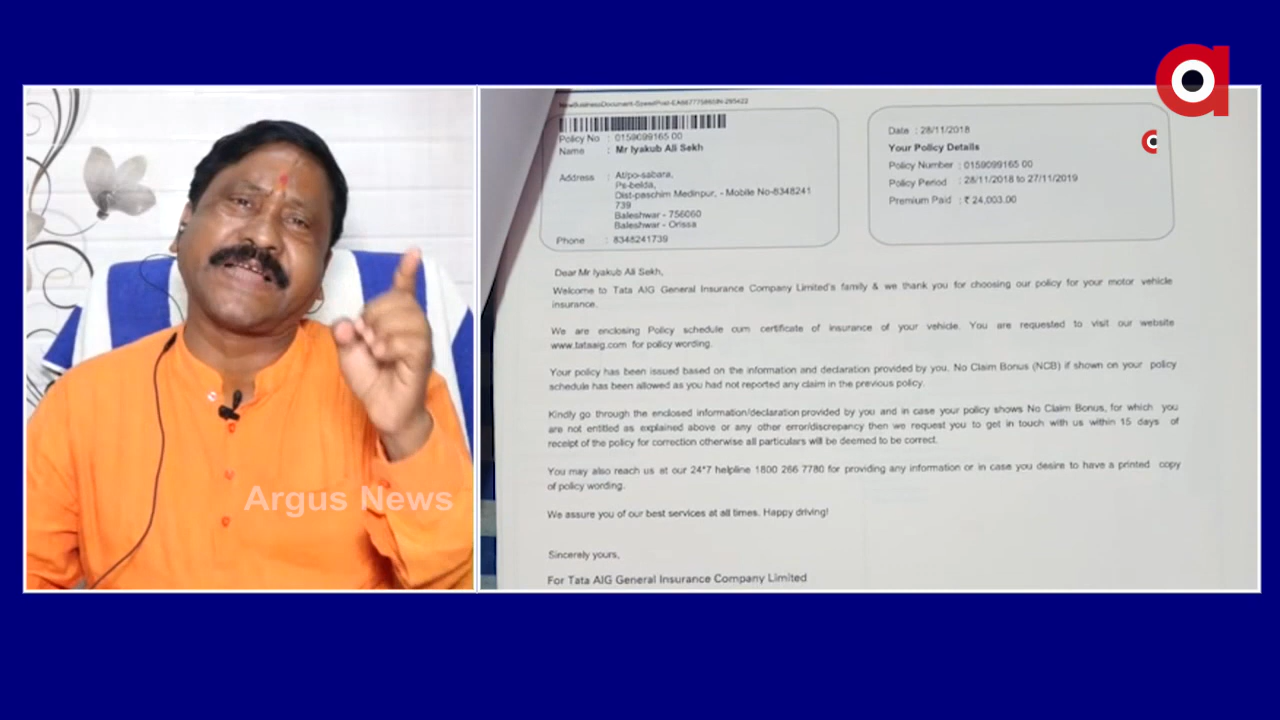 NewBusinessDocument-SpeedPost-EA667775860IN-285422
Policy No : 0159099165 00
Name : Mr Iyakub Ali Sekh
Address : At/po-sabara,
Ps-belda,
Dist-paschim Medinpur, - Mobile No-8348241
739
Baleshwar - 756060
Baleshwar - Orissa
Phone : 8348241739
Date : 28/11/2018
Your Policy Details
Policy Number : 0159099165 00
Policy Period : 28/11/2018 to 27/11/2019
Premium Paid : ₹ 24,003.00
Dear Mr Iyakub Ali Sekh,
Welcome to Tata AIG General Insurance Company Limited's family & we thank you for choosing our policy for your motor vehicle
insurance.
We are enclosing Policy schedule cum certificate of insurance of your vehicle. You are requested to visit our website
www.tataaig.com for policy wording.
Your policy has been issued based on the information and declaration provided by you. No Claim Bonus (NCB) if shown on your policy
schedule has been allowed as you had not reported any claim in the previous policy.
Kindly go through the enclosed information/declaration provided by you and in case your policy shows No Claim Bonus, for which you
are not entitled as explained above or any other error/discrepancy then we request you to get in touch with us within 15 days of
receipt of the policy for correction otherwise all particulars will be deemed to be correct.
You may also reach us at our 24*7 helpline 1800 266 7780 for providing any information or in case you desire to have a printed copy
of policy wording.
We assure you of our best services at all times. Happy driving!
Sincerely yours,
For Tata AIG General Insurance Company Limited
Argus News